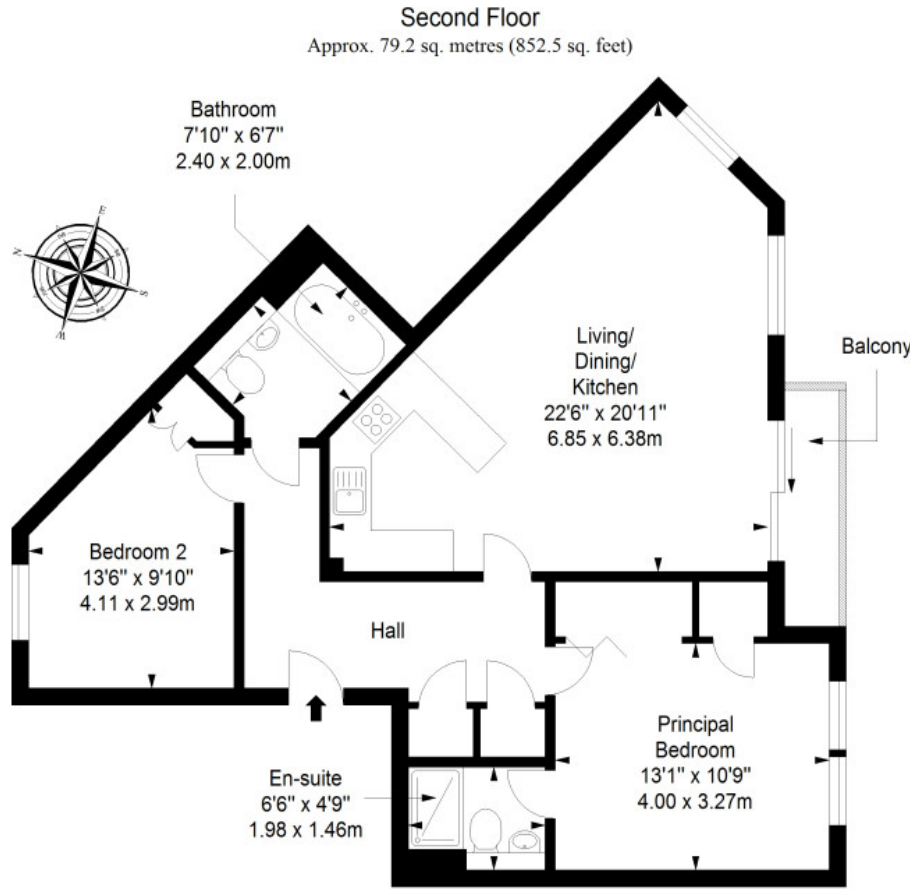 Second Floor
Approx. 79.2 sq. metres (852.5 sq. feet)
Bathroom
7'10" x 6'7"
2.40 x 2.00m
E
N
S
W
Living/
Dining/
Kitchen
22'6" x 20'11"
6.85 x 6.38m
Balcony
Bedroom 2
13'6" x 9'10"
4.11 x 2.99m
Hall
Principal
Bedroom
13'1" x 10'9"
4.00 x 3.27m
En-suite
6'6" x 4'9"
1.98 x 1.46m